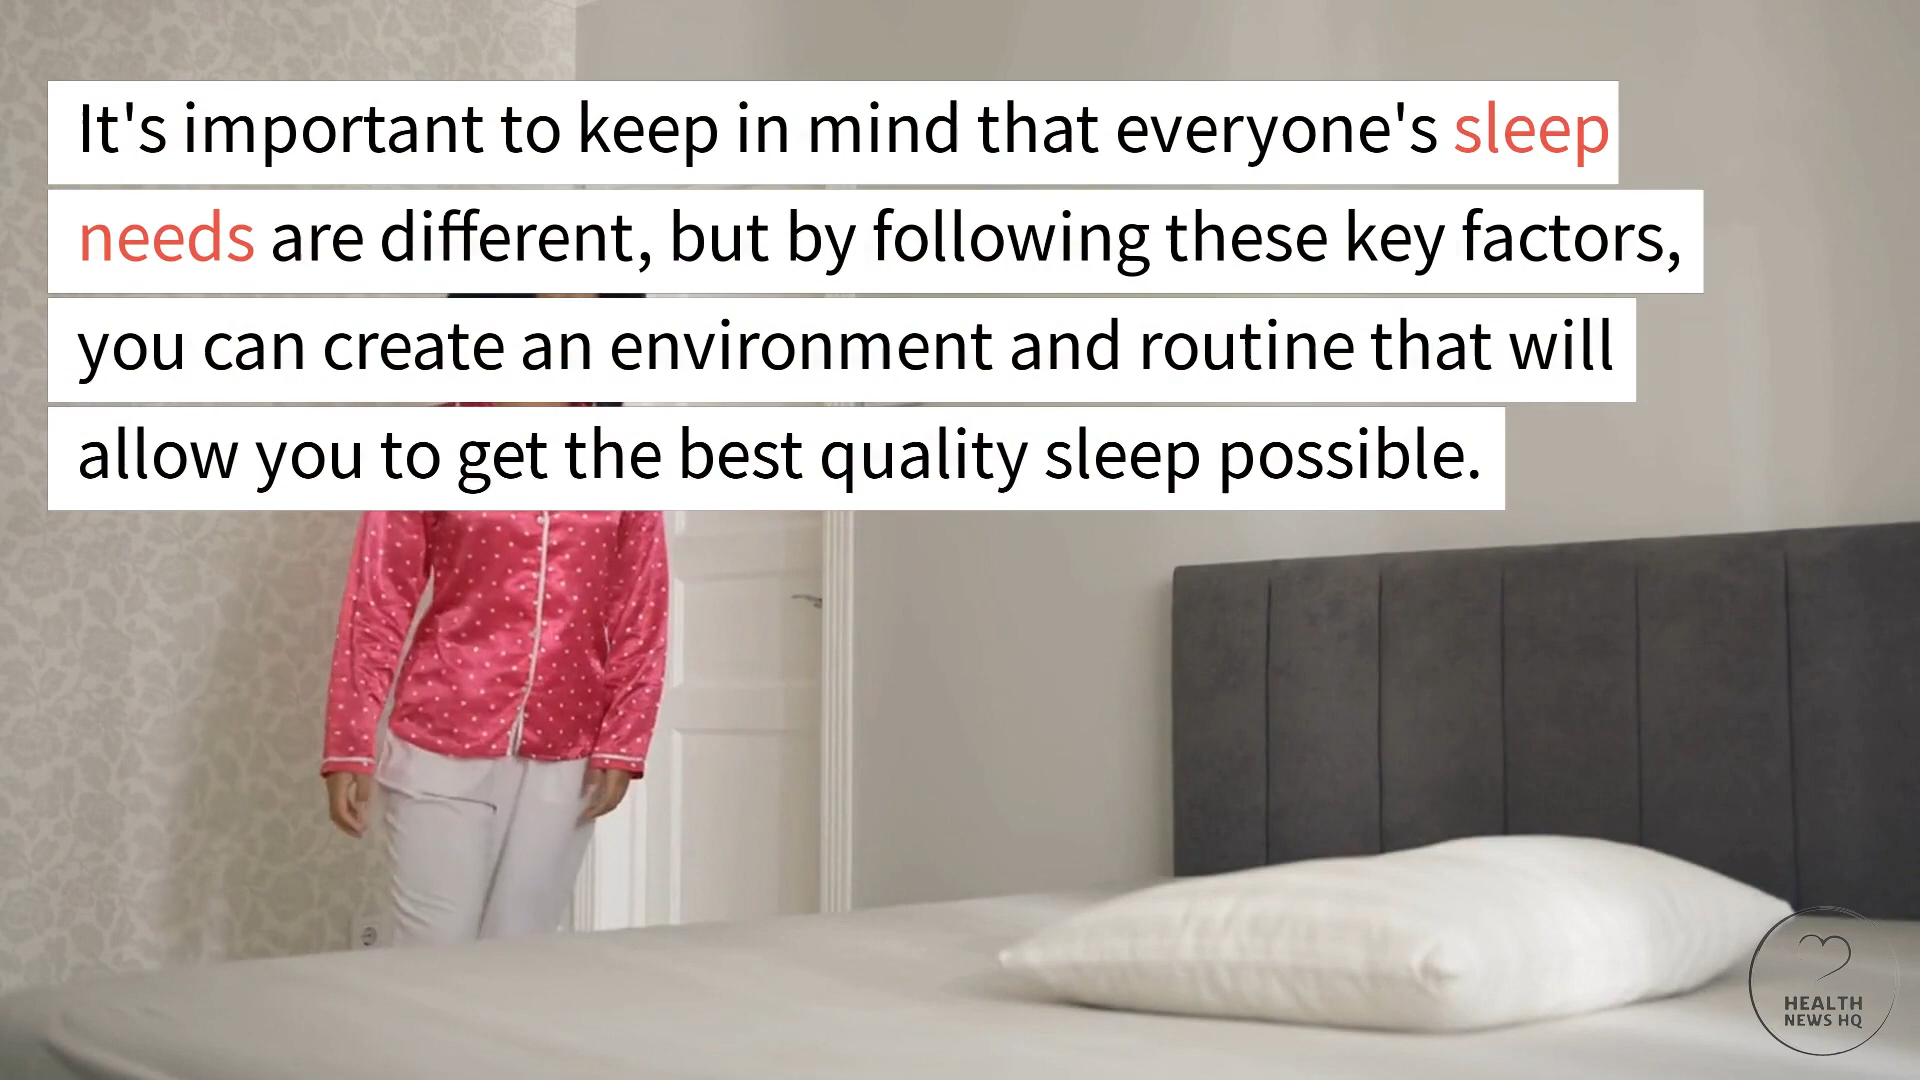 It's important to keep in mind that everyone's sleep
needs are different, but by following these key factors,
you can create an environment and routine that will
allow you to get the best quality sleep possible.
HEALTH
NEWS HQ